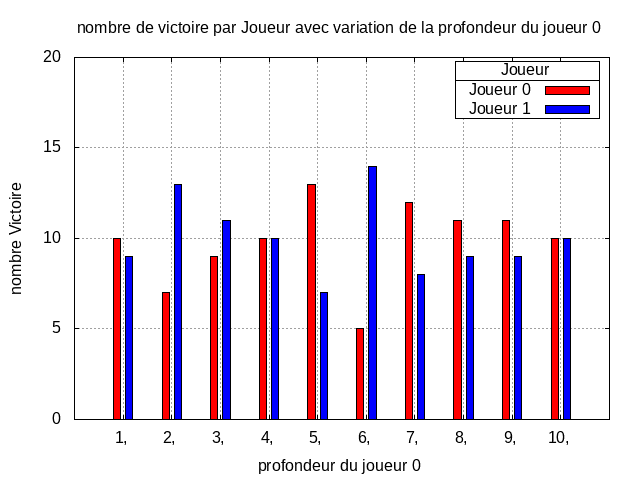 nombre de victoire par Joueur avec variation de la profondeur du joueur 0
20
15
10
5
0
nombre Victoire
Joueur
Joueur 0
Joueur 1
1, 2, 3, 4, 5, 6, 7, 8, 9, 10,
profondeur du joueur 0